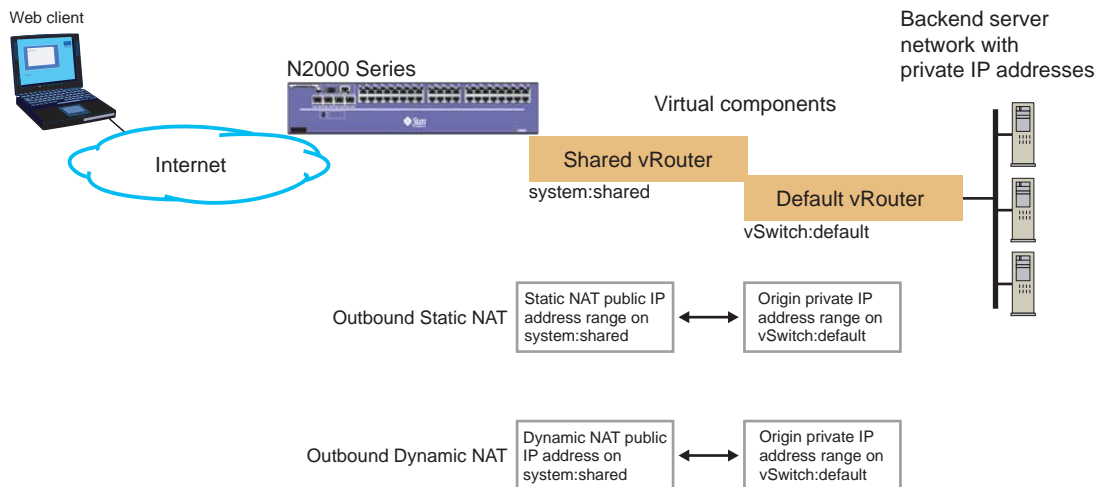 Web client
Backend server
network with
private IP addresses
N2000 Series
Sun
Virtual components
Internet
Shared vRouter
system:shared
Default vRouter
vSwitch:default
Outbound Static NAT
Static NAT public IP
address range on
system:shared
Origin private IP
address range on
vSwitch:default
Outbound Dynamic NAT
Dynamic NAT public
IP address on
system:shared
Origin private IP
address range on
vSwitch:default